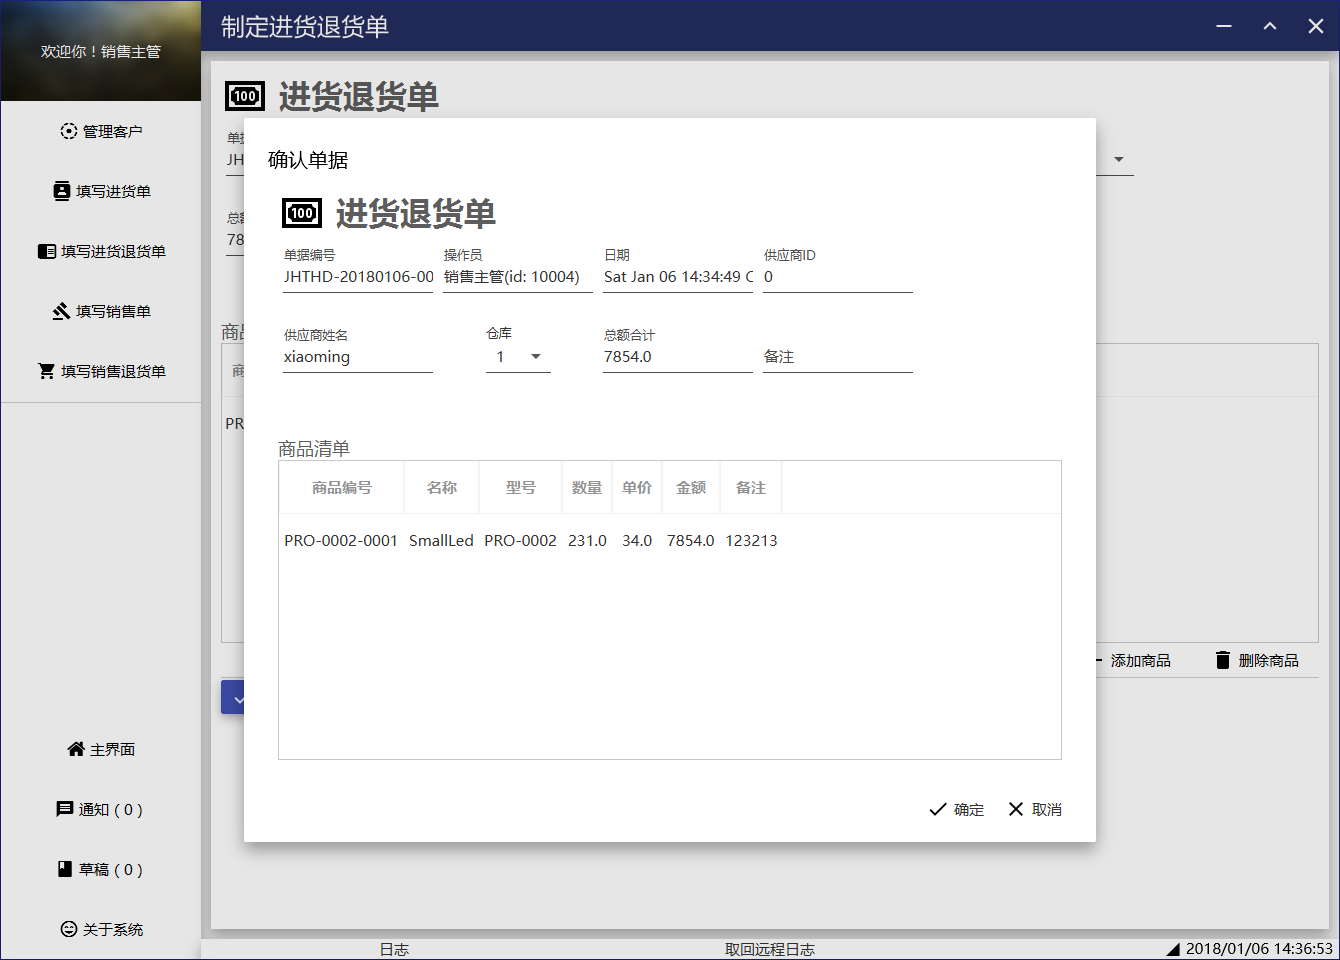 欢迎你！销售主管
制定进货退货单
管理客户
填写进货单
填写进货退货单
填写销售单
填写销售退货单
主界面
通知 ( 0 )
草稿 ( 0 )
关于系统
100 进货退货单
单据
JH
总额
78
商品
PR
添加商品
删除商品
确认单据
100 进货退货单
单据编号 操作员 日期 供应商ID
JHTHD-20180106-00 销售主管(id: 10004) Sat Jan 06 14:34:49 C 0
供应商姓名 仓库 总额合计
xiaoming 1 7854.0 备注
商品清单
商品编号 名称 型号 数量 单价 金额 备注
PRO-0002-0001 SmallLed PRO-0002 231.0 34.0 7854.0 123213
确定 取消
日志 取回远程日志 2018/01/06 14:36:53